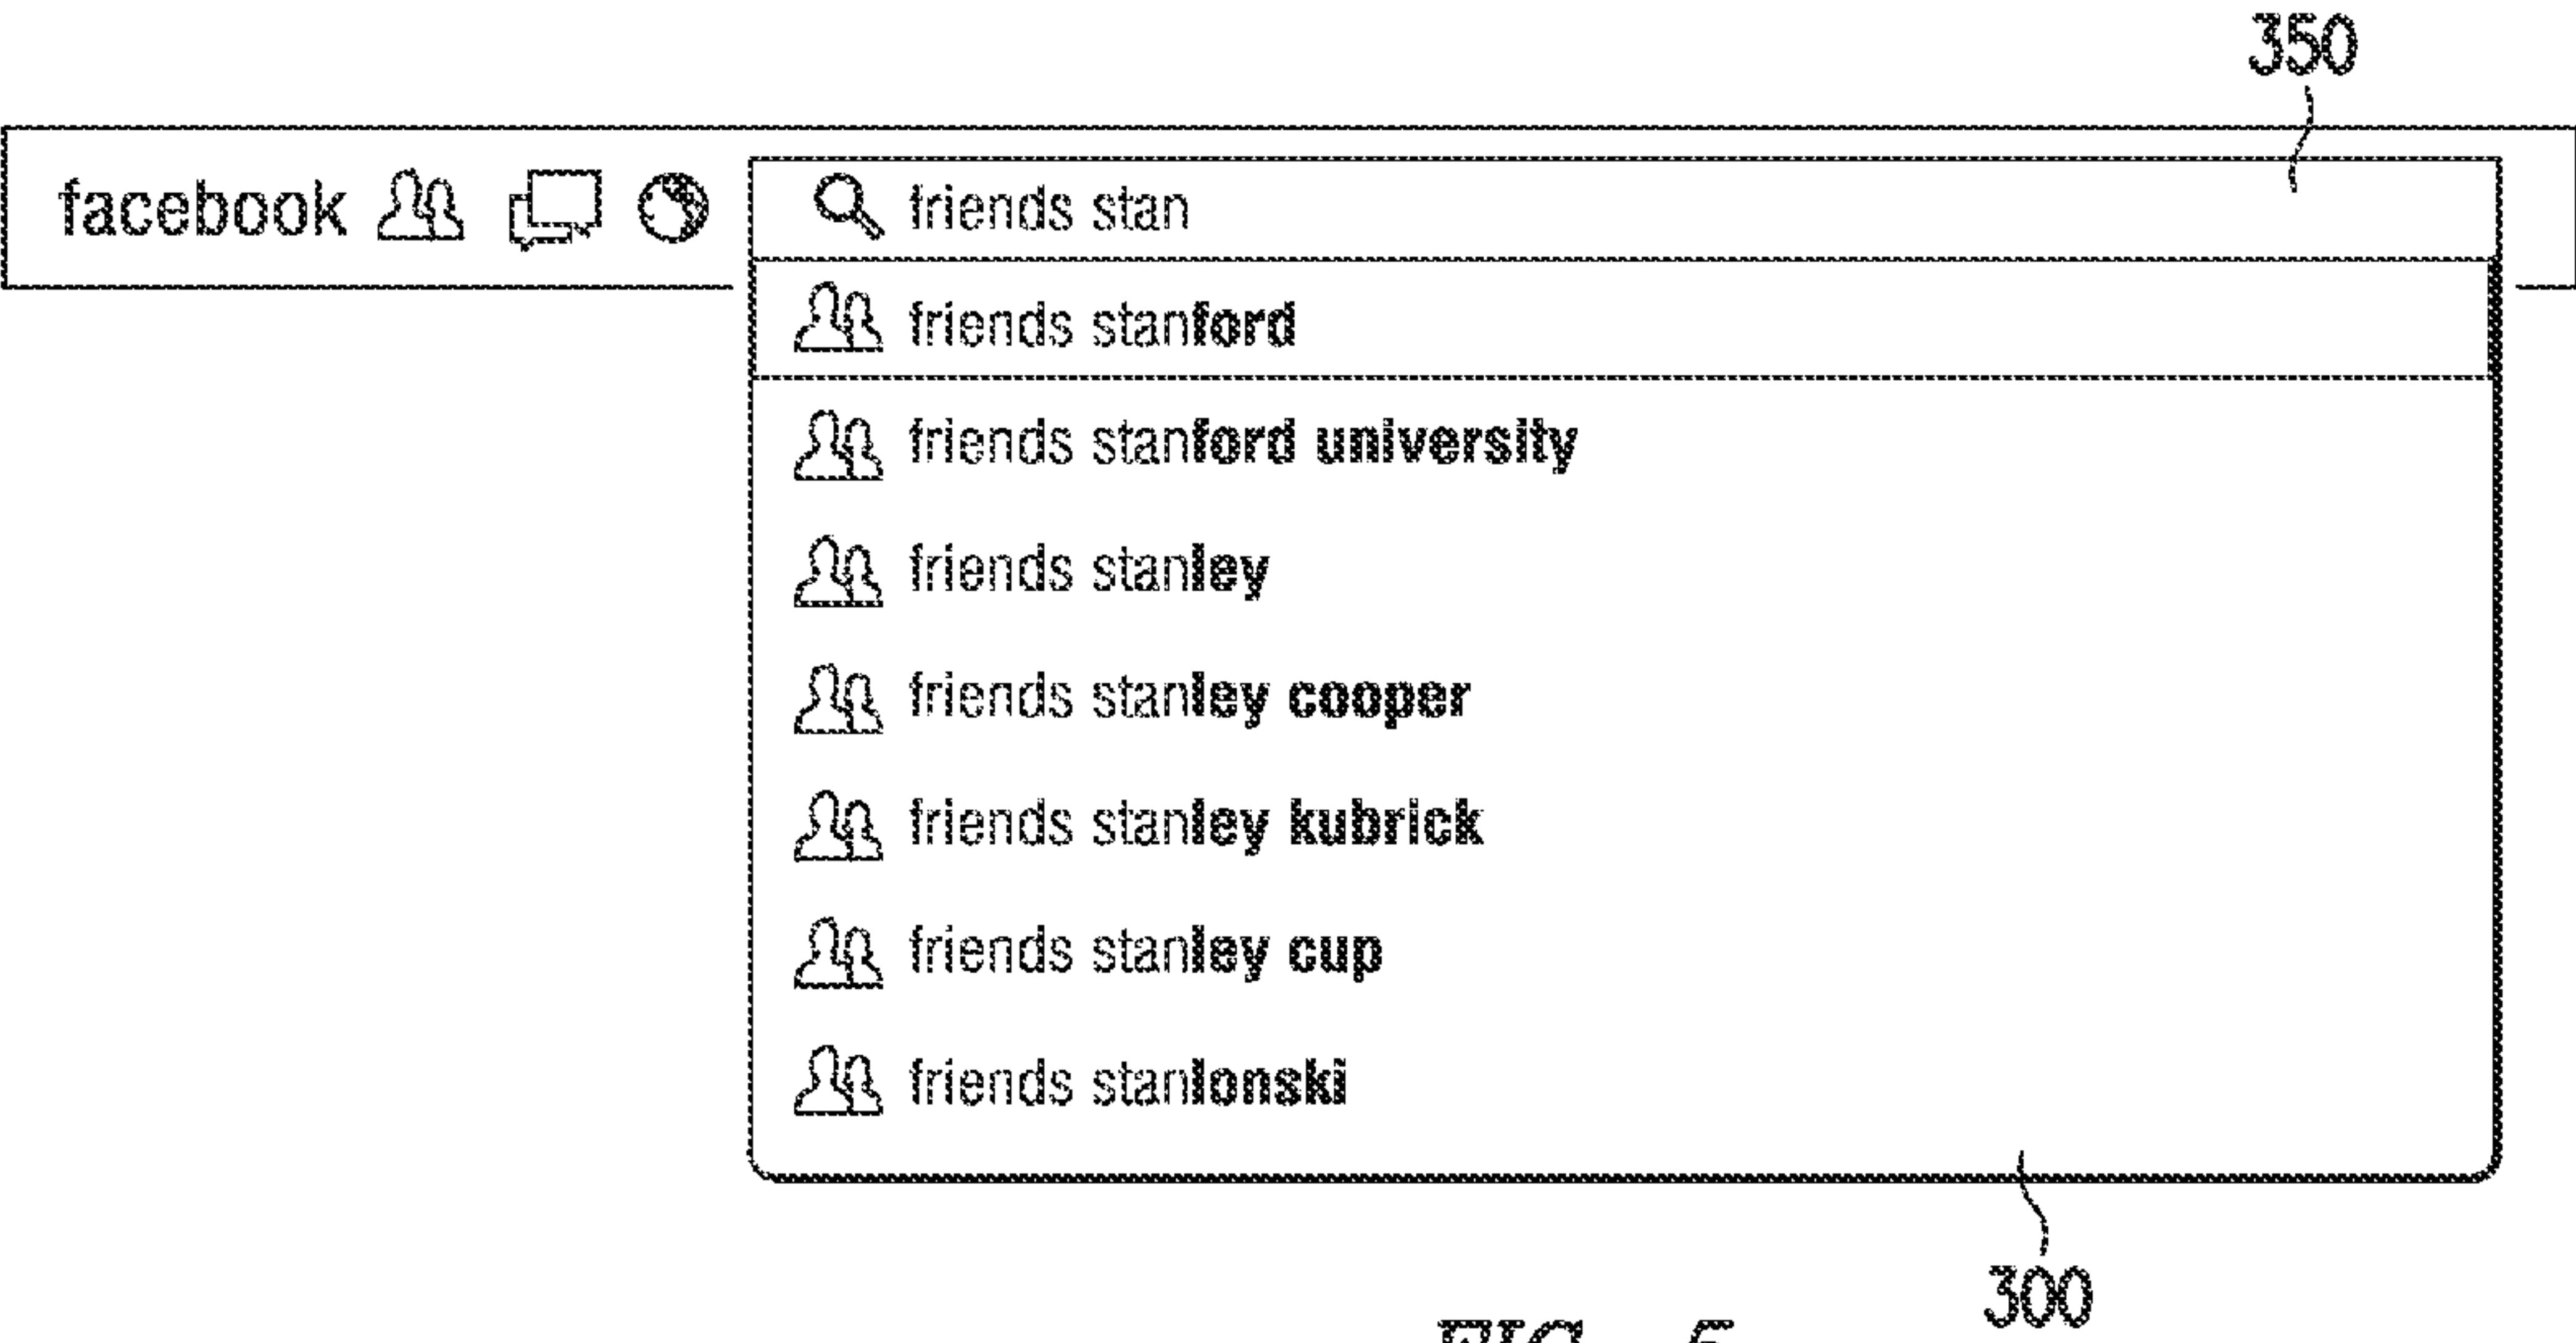 350
facebook
friends stan
friends stanford
friends stanford university
friends stanley
friends stanley cooper
friends stanley kubrick
friends stanley cup
friends stanlonski
300